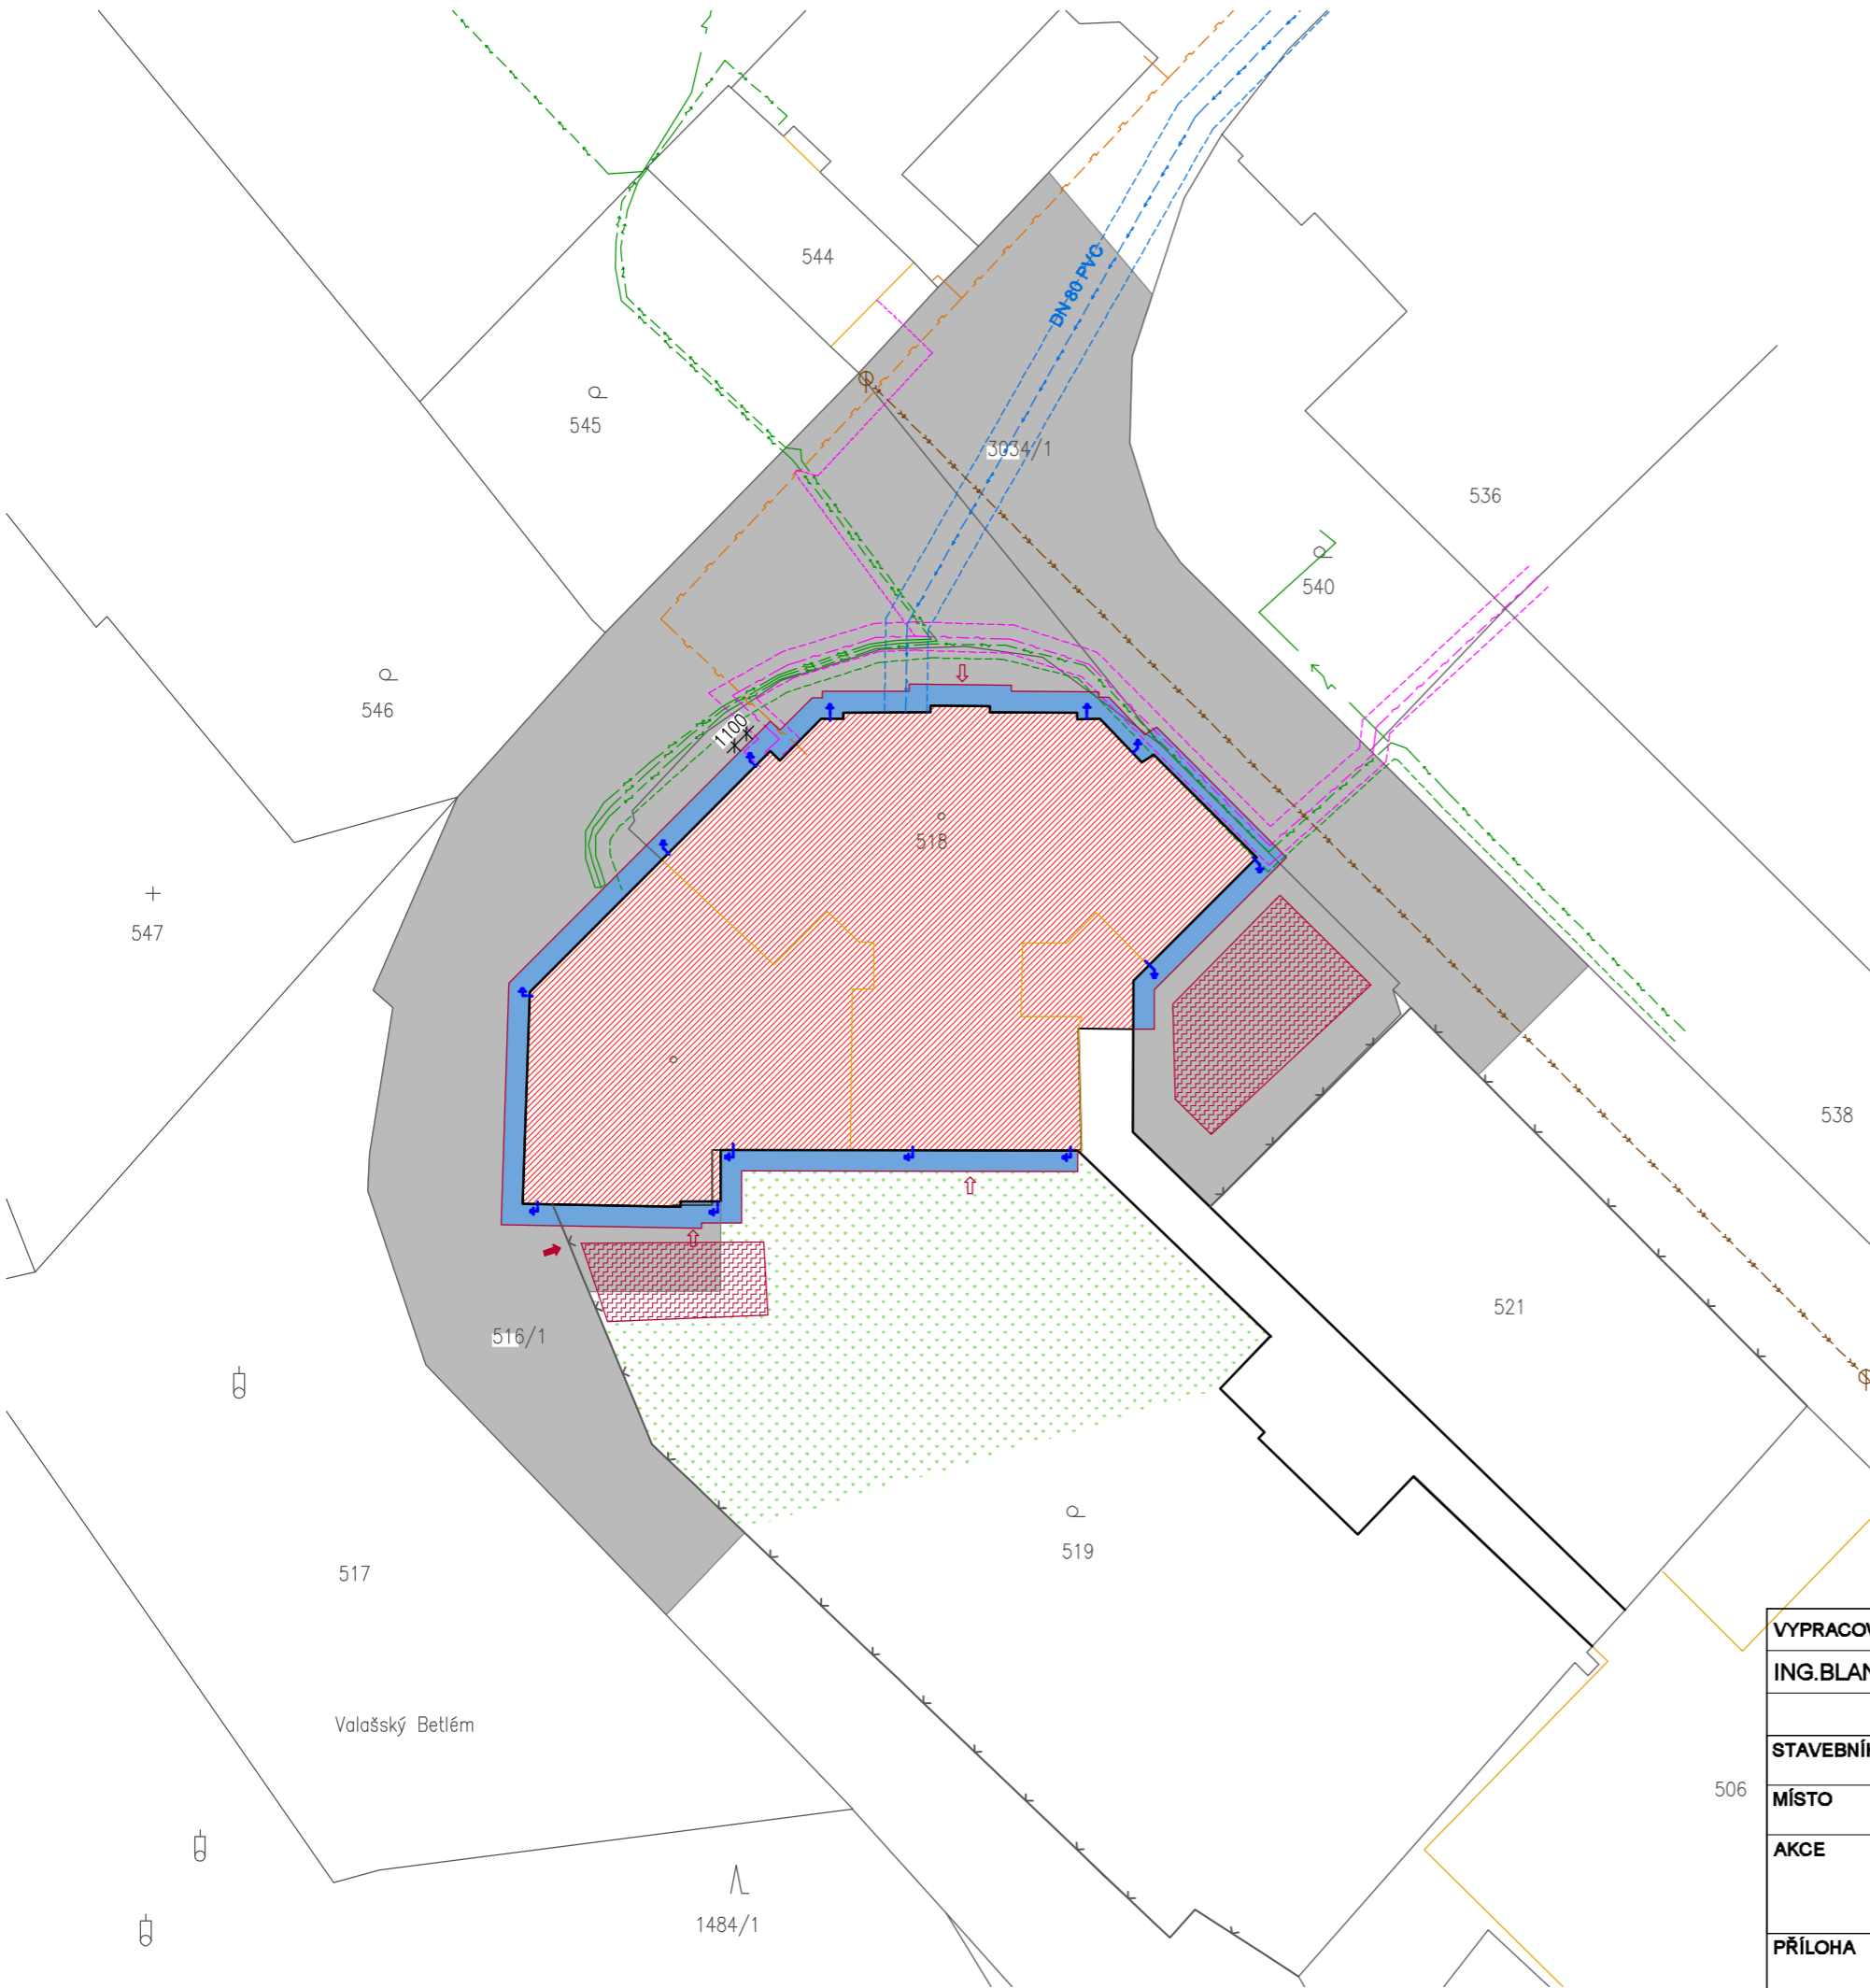 544
DN 80 PVC
545
3034/1
536
540
546
1100
518
547
538
521
516/1
519
517
Valašský Betlém
506
1484/1
VYPRACOV
ING.BLAN
STAVEBNÍ
MÍSTO
AKCE
PŘÍLOHA